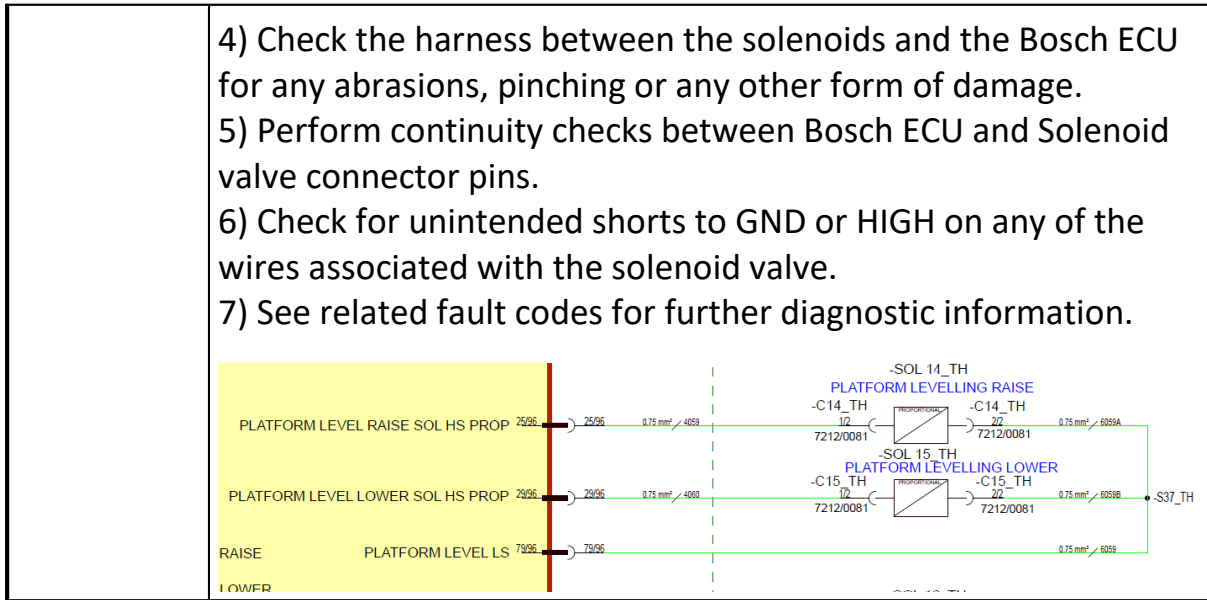 4) Check the harness between the solenoids and the Bosch ECU
for any abrasions, pinching or any other form of damage.
5) Perform continuity checks between Bosch ECU and Solenoid
valve connector pins.
6) Check for unintended shorts to GND or HIGH on any of the
wires associated with the solenoid valve.
7) See related fault codes for further diagnostic information.
-SOL 14_TH
PLATFORM LEVELLING RAISE
-C14_TH PROPORTIONAL -C14_TH
PLATFORM LEVEL RAISE SOL HS PROP 25/96 25/96 0.75 mm² 4059 1/2 2/2 0.75 mm² 6059A
7212/0081 7212/0081
-SOL 15_TH
PLATFORM LEVELLING LOWER
-C15_TH PROPORTIONAL -C15_TH
PLATFORM LEVEL LOWER SOL HS PROP 29/96 29/96 0.75 mm² 4060 1/2 2/2 0.75 mm² 6059B -S37_TH
7212/0081 7212/0081
RAISE PLATFORM LEVEL LS 79/96 79/96 0.75 mm² 6059
LOWER